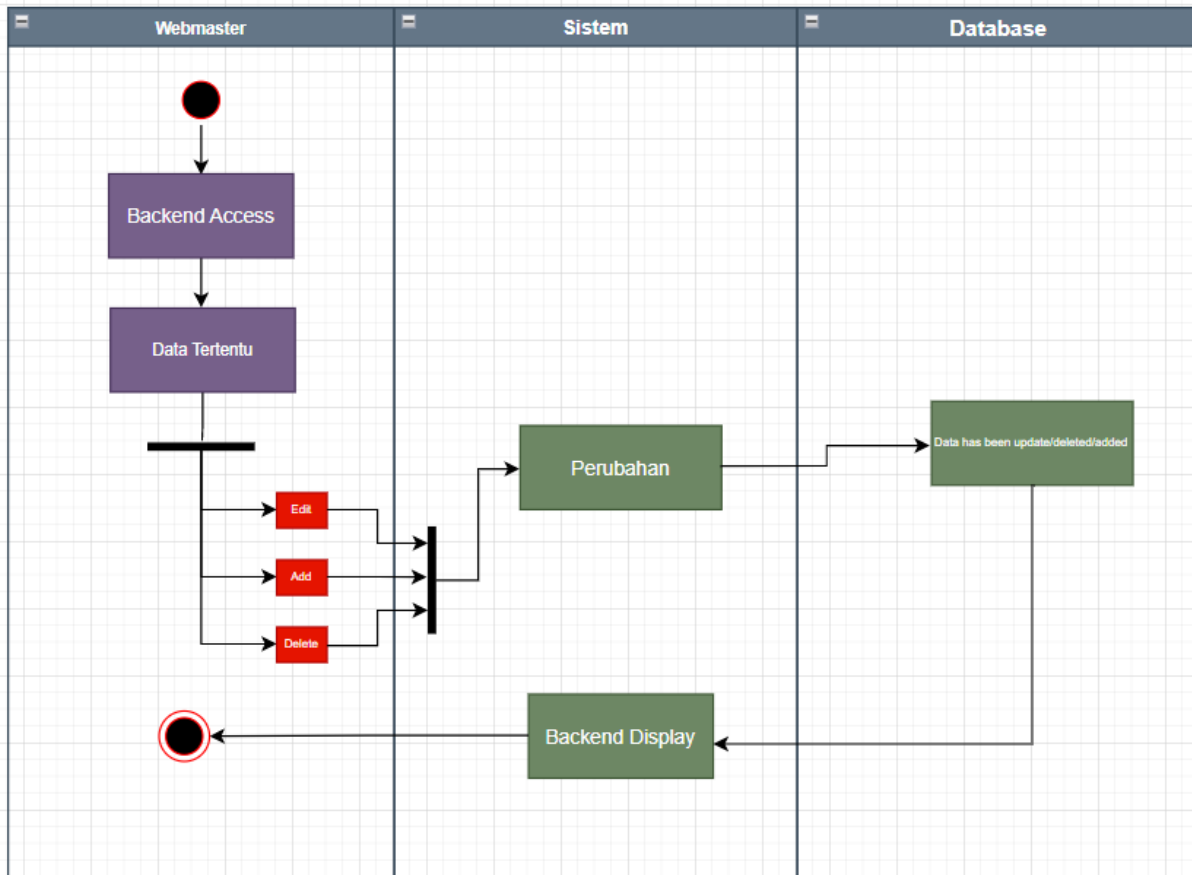 Webmaster
Sistem
Database
Backend Access
Data Tertentu
Perubahan
Data has been update/deleted/added
Edit
Add
Delete
Backend Display